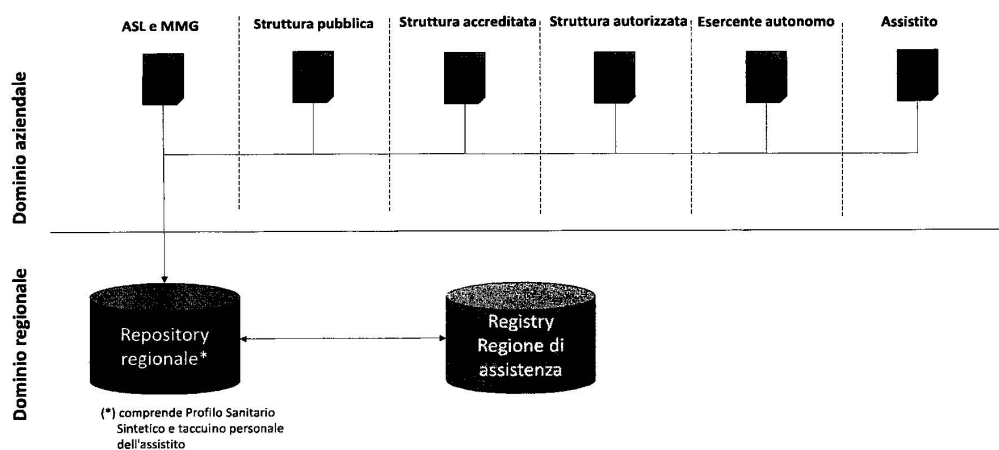 ASL e MMG
Struttura pubblica
Struttura accreditata
Struttura autorizzata
Esercente autonomo
Assistito
Dominio aziendale
Dominio regionale
Repository
regionale*
Registry
Regione di
assistenza
(*) comprende Profilo Sanitario
Sintetico e taccuino personale
dell'assistito